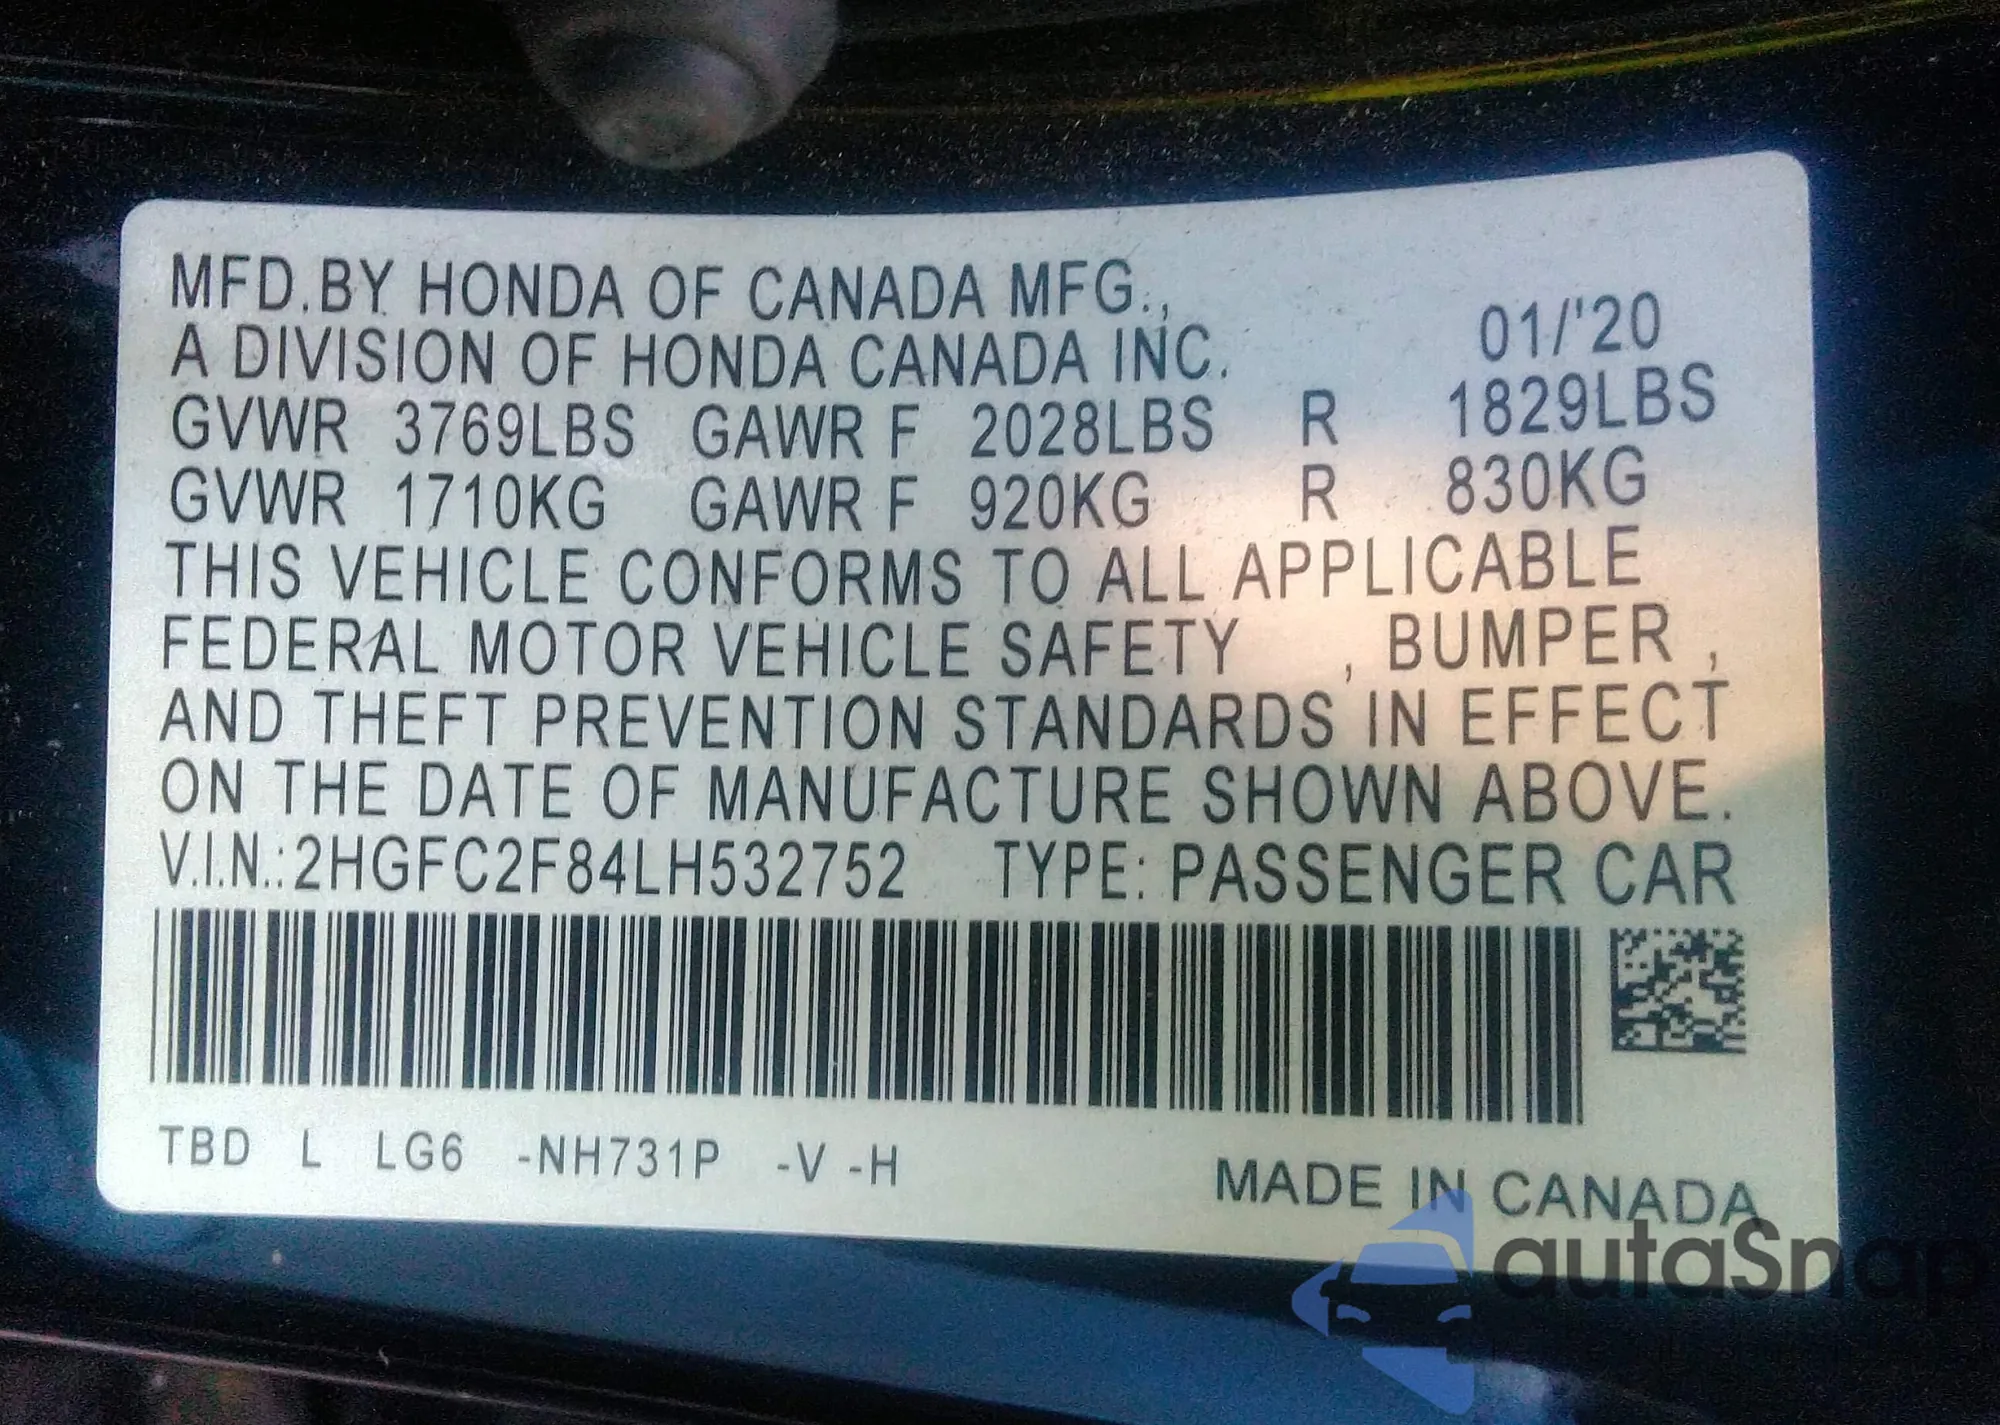 MFD.BY HONDA OF CANADA MFG.,
A DIVISION OF HONDA CANADA INC. 01/'20
GVWR 3769LBS GAWR F 2028LBS R 1829LBS
GVWR 1710KG GAWR F 920KG R 830KG
THIS VEHICLE CONFORMS TO ALL APPLICABLE
FEDERAL MOTOR VEHICLE SAFETY , BUMPER ,
AND THEFT PREVENTION STANDARDS IN EFFECT
ON THE DATE OF MANUFACTURE SHOWN ABOVE.
V.I.N.:2HGFC2F84LH532752 TYPE: PASSENGER CAR
TBD L LG6 -NH731P -V -H
MADE IN CANADA
autaSnap